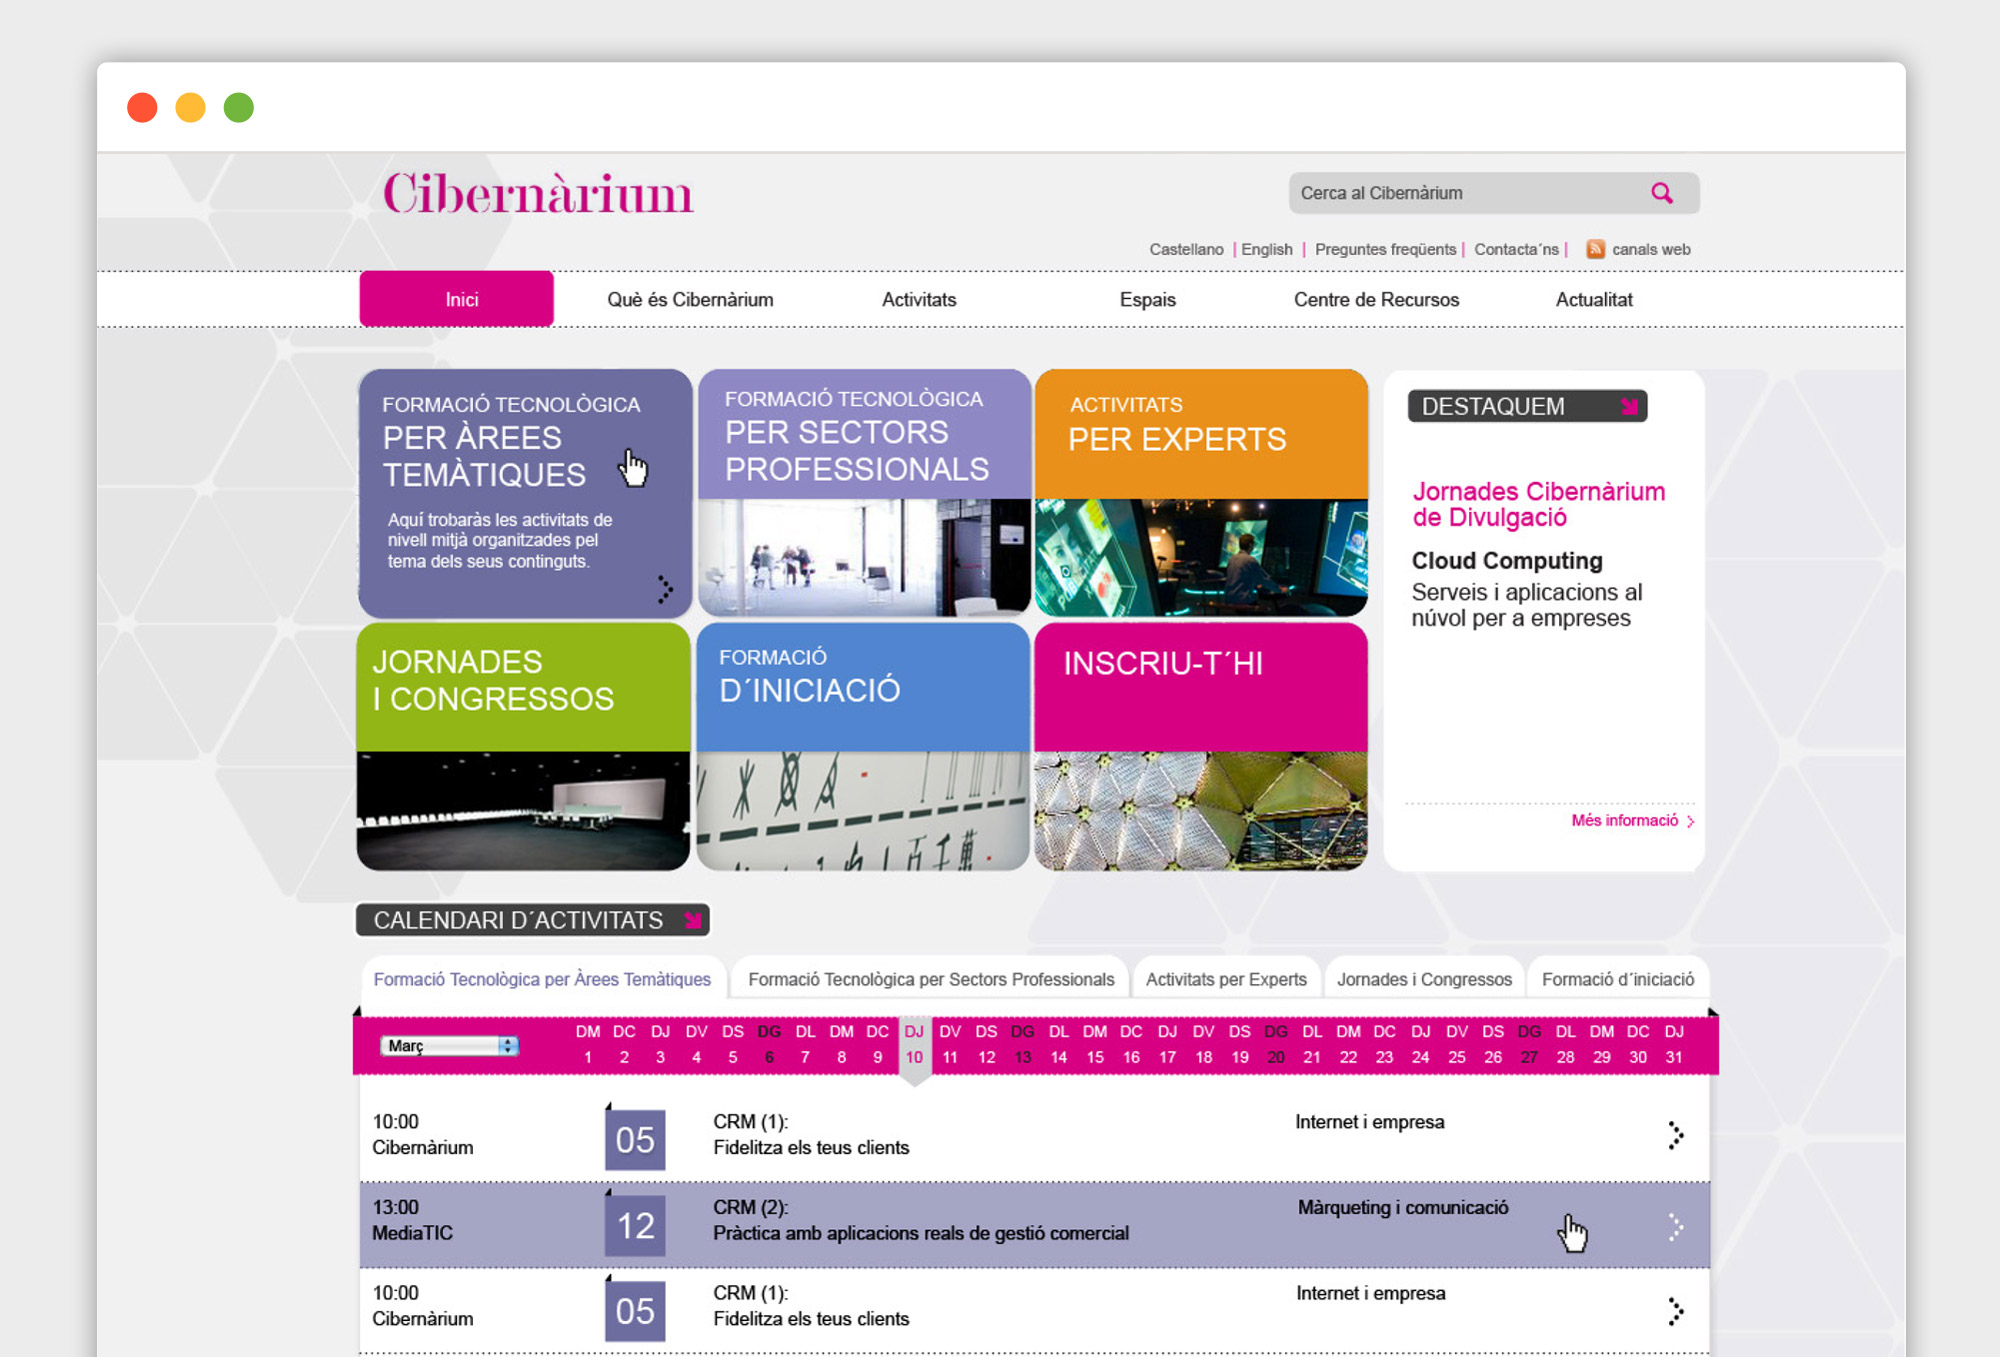 Cibernàrium
Cerca al Cibernàrium
Castellano | English | Preguntes freqüents | Contacta´ns | canals web
Inici Què és Cibernàrium Activitats Espais Centre de Recursos Actualitat
FORMACIÓ TECNOLÒGICA
PER ÀREES
TEMÀTIQUES
Aquí trobaràs les activitats de
nivell mitjà organitzades pel
tema dels seus continguts.
FORMACIÓ TECNOLÒGICA
PER SECTORS
PROFESSIONALS
ACTIVITATS
PER EXPERTS
DESTAQUEM
Jornades Cibernàrium
de Divulgació
Cloud Computing
Serveis i aplicacions al
núvol per a empreses
Més informació
JORNADES
I CONGRESSOS
FORMACIÓ
D´INICIACIÓ
百千萬
INSCRIU-T´HI
CALENDARI D´ACTIVITATS
Formació Tecnològica per Àrees Temàtiques Formació Tecnològica per Sectors Professionals Activitats per Experts Jornades i Congressos Formació d´iniciació
Març
DM DC DJ DV DS DG DL DM DC DJ DV DS DG DL DM DC DJ DV DS DG DL DM DC DJ DV DS DG DL DM DC DJ
1 2 3 4 5 6 7 8 9 10 11 12 13 14 15 16 17 18 19 20 21 22 23 24 25 26 27 28 29 30 31
10:00
Cibernàrium
05
CRM (1):
Fidelitza els teus clients
Internet i empresa
13:00
MediaTIC
12
CRM (2):
Pràctica amb aplicacions reals de gestió comercial
Màrqueting i comunicació
10:00
Cibernàrium
05
CRM (1):
Fidelitza els teus clients
Internet i empresa